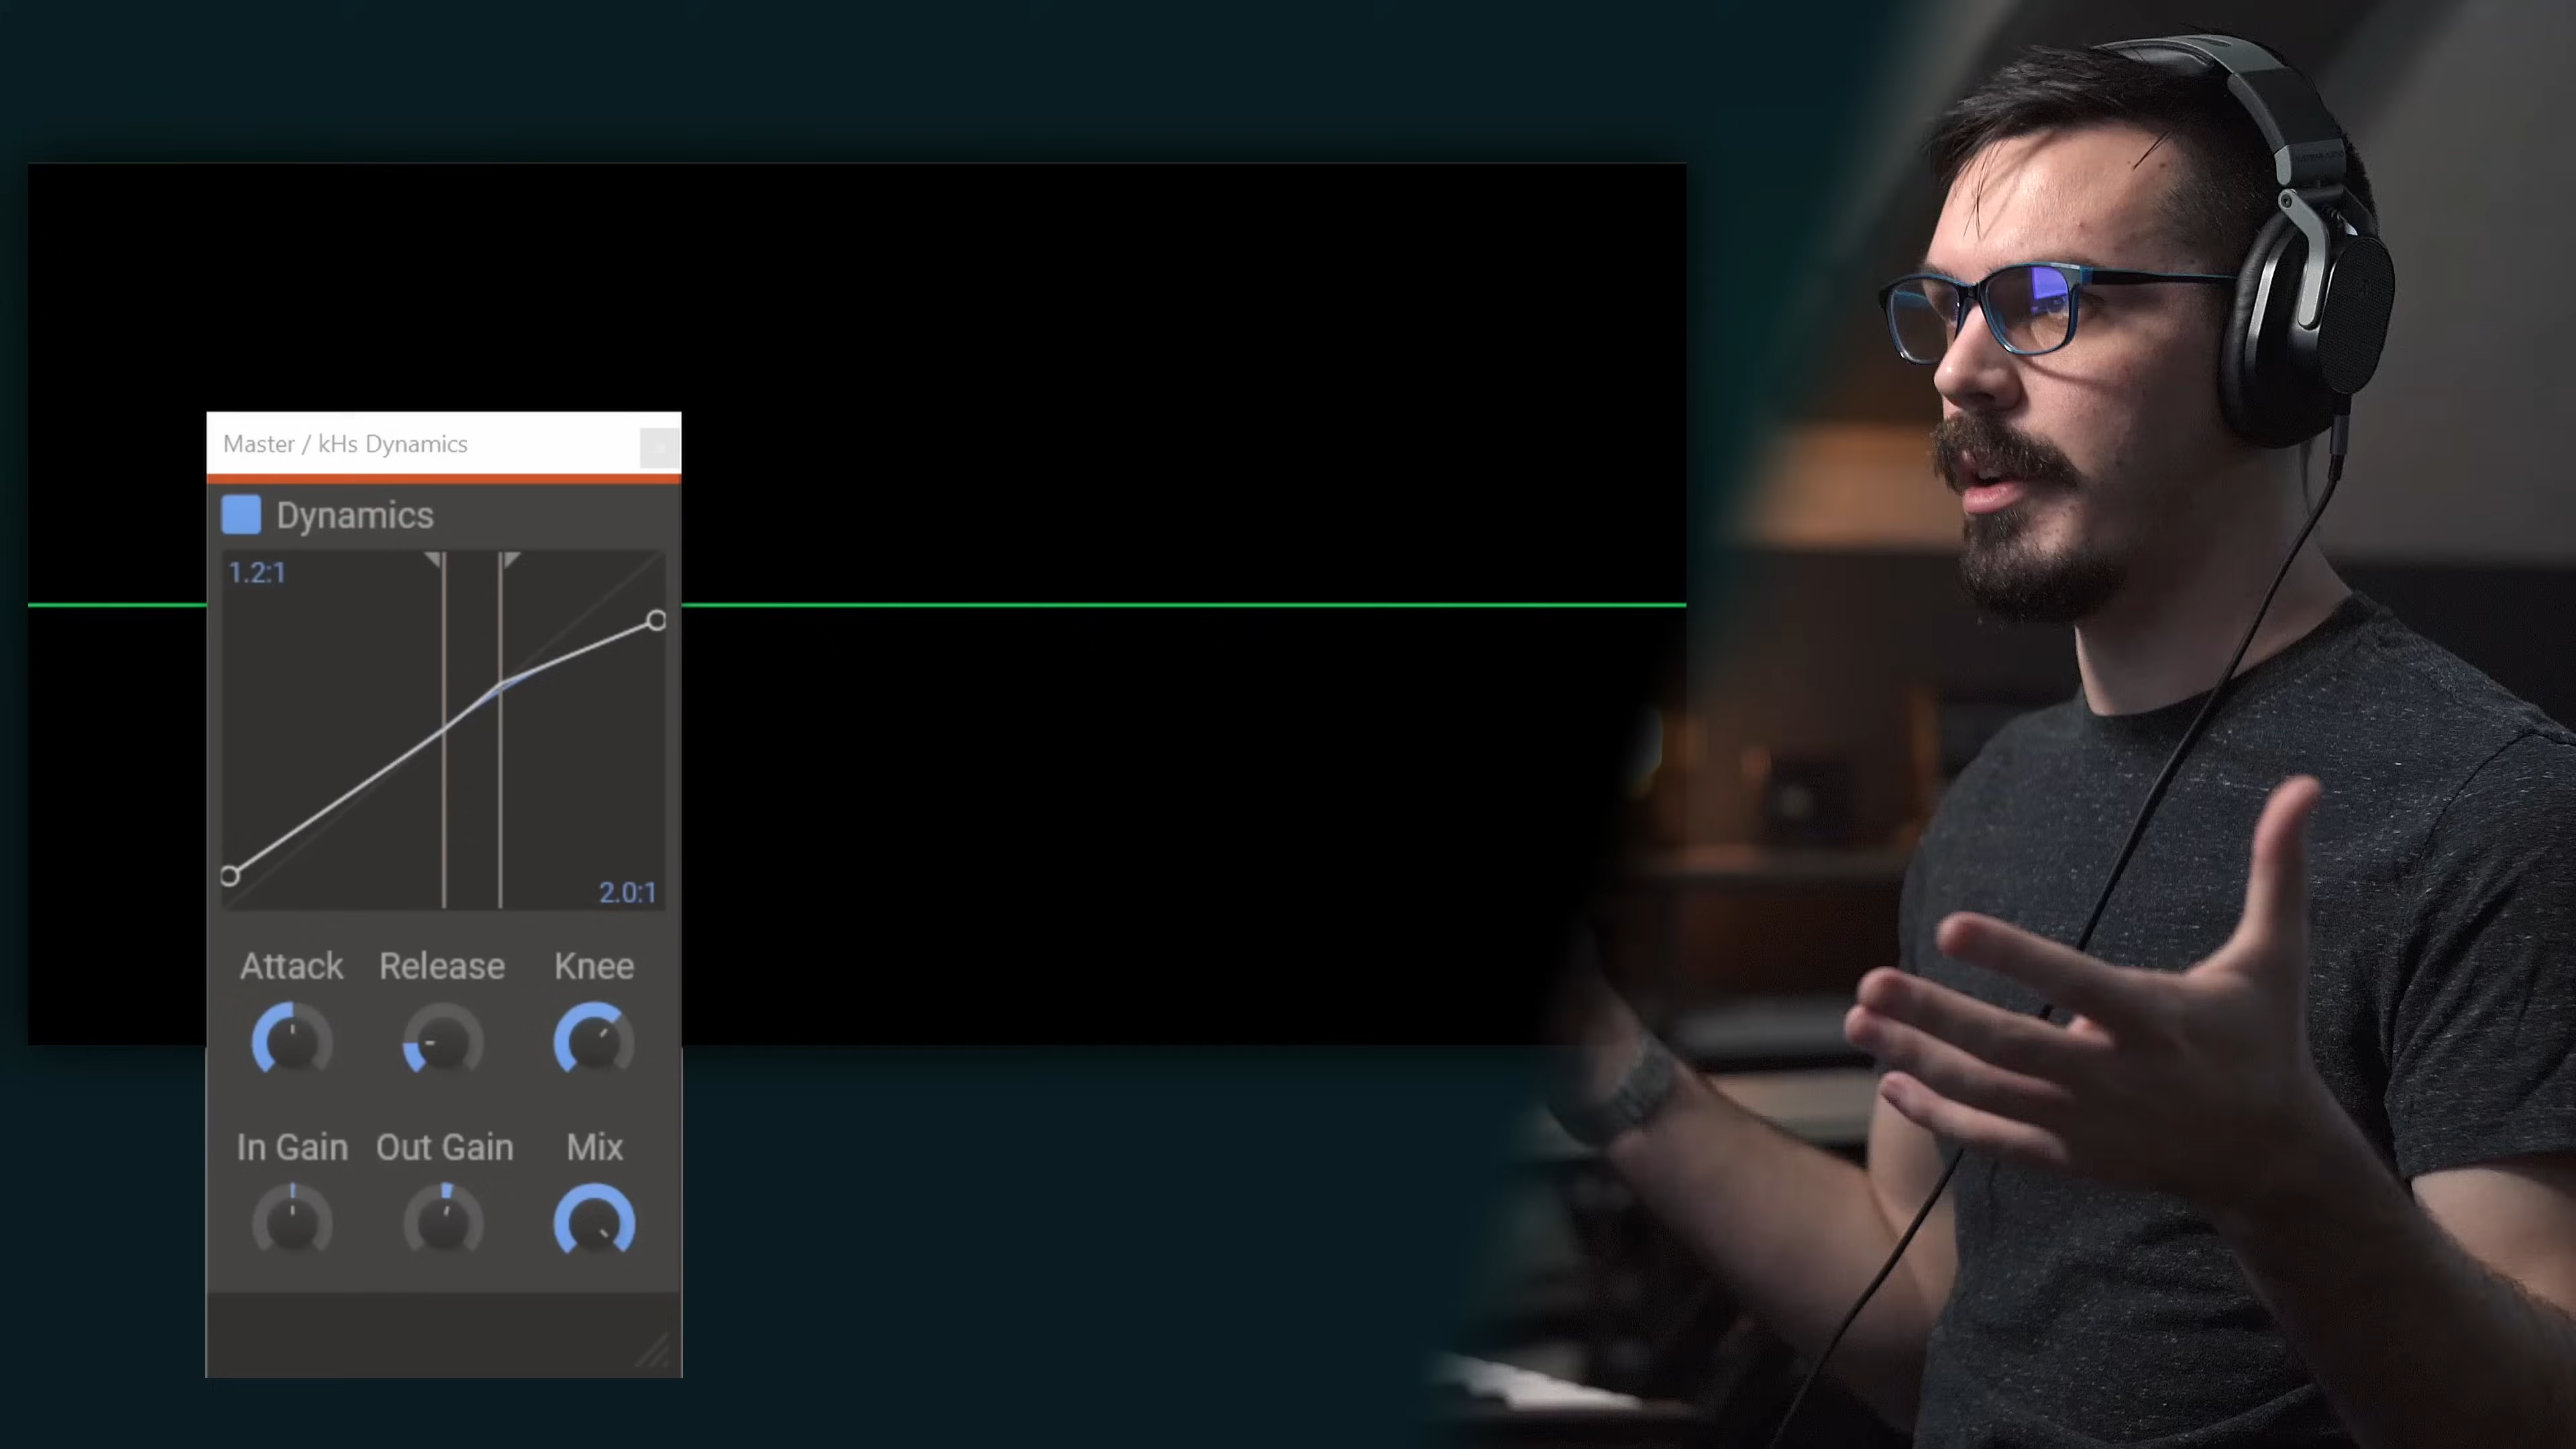 Master / kHs Dynamics
Dynamics
1.2:1
2.0:1
Attack Release Knee
In Gain Out Gain Mix